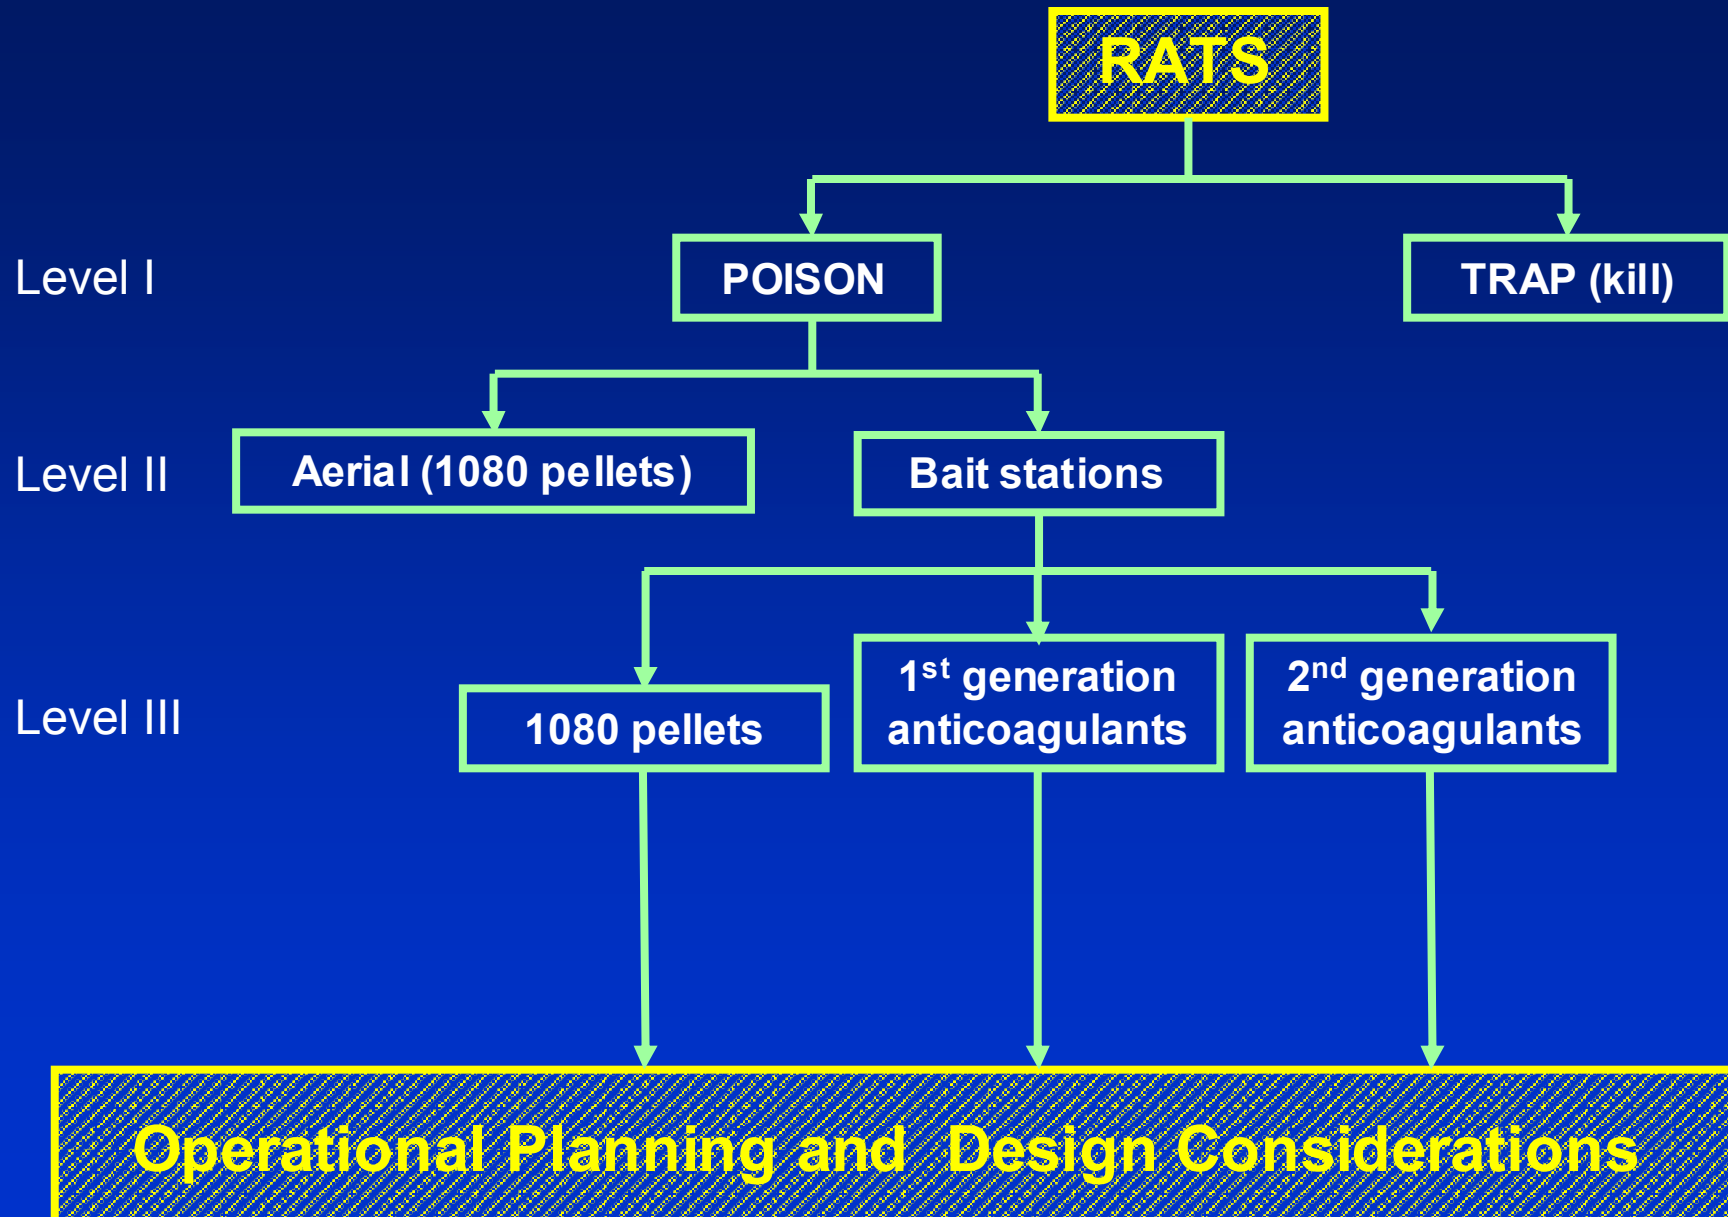 RATS
Level I
POISON
TRAP (kill)
Level II
Aerial (1080 pellets)
Bait stations
Level III
1080 pellets
1st generation
anticoagulants
2nd generation
anticoagulants
Operational Planning and  Design Considerations